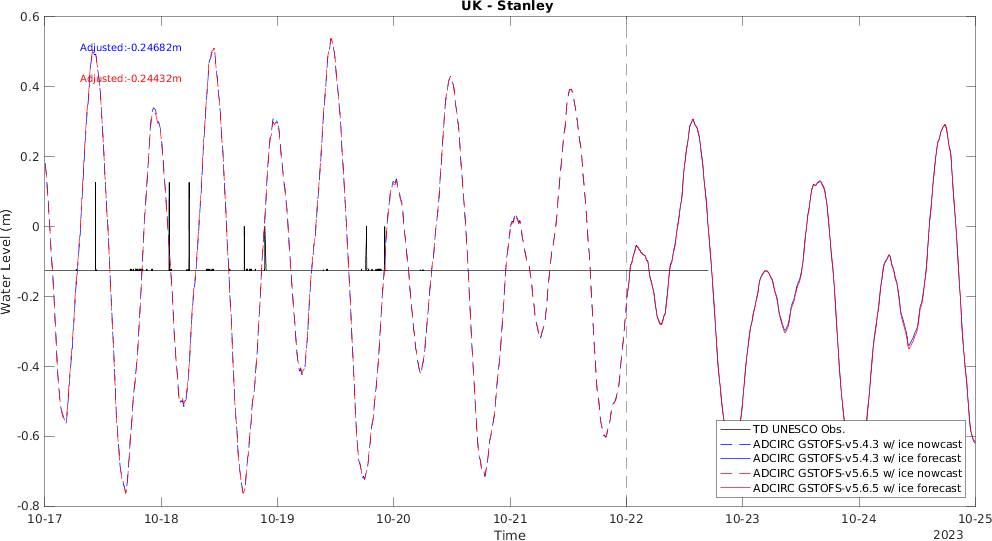 UK - Stanley
Adjusted:-0.24682m
Adjusted:-0.24432m
0.6
0.4
0.2
0
-0.2
-0.4
-0.6
-0.8
Water Level (m)
TD UNESCO Obs.
ADCIRC GSTOFS-v5.4.3 w/ ice nowcast
ADCIRC GSTOFS-v5.4.3 w/ ice forecast
ADCIRC GSTOFS-v5.6.5 w/ ice nowcast
ADCIRC GSTOFS-v5.6.5 w/ ice forecast
10-17 10-18 10-19 10-20 10-21 10-22 10-23 10-24 10-25
Time
2023